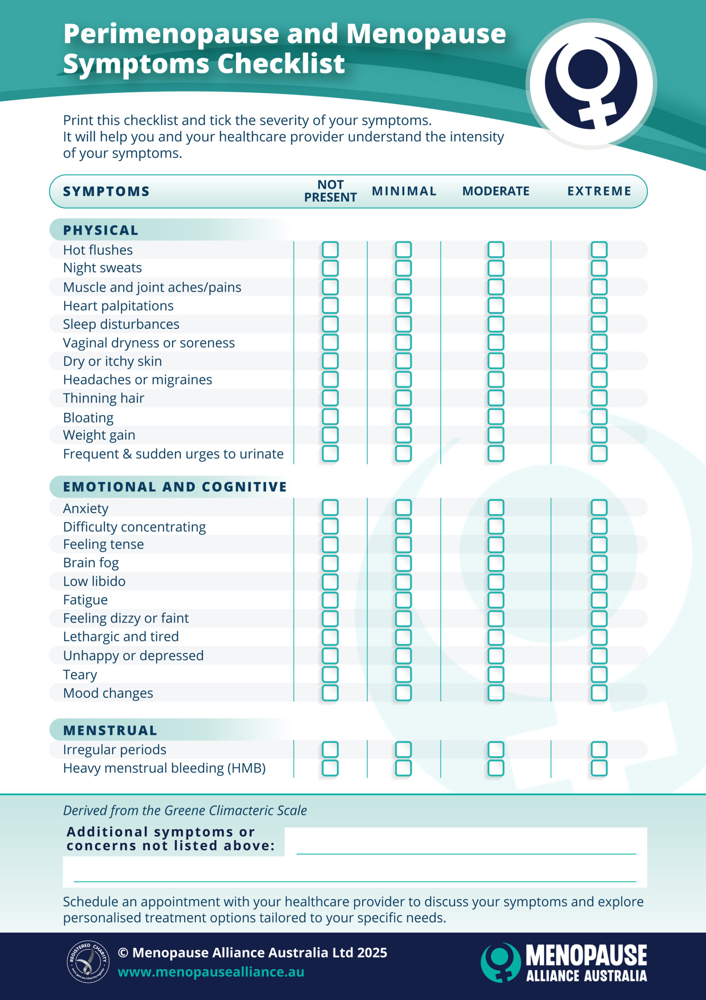 Perimenopause and Menopause
Symptoms Checklist
Print this checklist and tick the severity of your symptoms.
It will help you and your healthcare provider understand the intensity
of your symptoms.
SYMPTOMS NOT PRESENT MINIMAL MODERATE EXTREME
PHYSICAL
Hot flushes
Night sweats
Muscle and joint aches/pains
Heart palpitations
Sleep disturbances
Vaginal dryness or soreness
Dry or itchy skin
Headaches or migraines
Thinning hair
Bloating
Weight gain
Frequent & sudden urges to urinate
EMOTIONAL AND COGNITIVE
Anxiety
Difficulty concentrating
Feeling tense
Brain fog
Low libido
Fatigue
Feeling dizzy or faint
Lethargic and tired
Unhappy or depressed
Teary
Mood changes
MENSTRUAL
Irregular periods
Heavy menstrual bleeding (HMB)
Derived from the Greene Climacteric Scale
Additional symptoms or
concerns not listed above:
Schedule an appointment with your healthcare provider to discuss your symptoms and explore
personalised treatment options tailored to your specific needs.
REGISTERED CHARITY
acnc.gov.au/charityregister
© Menopause Alliance Australia Ltd 2025
www.menopausealliance.au
MENOPAUSE
ALLIANCE AUSTRALIA